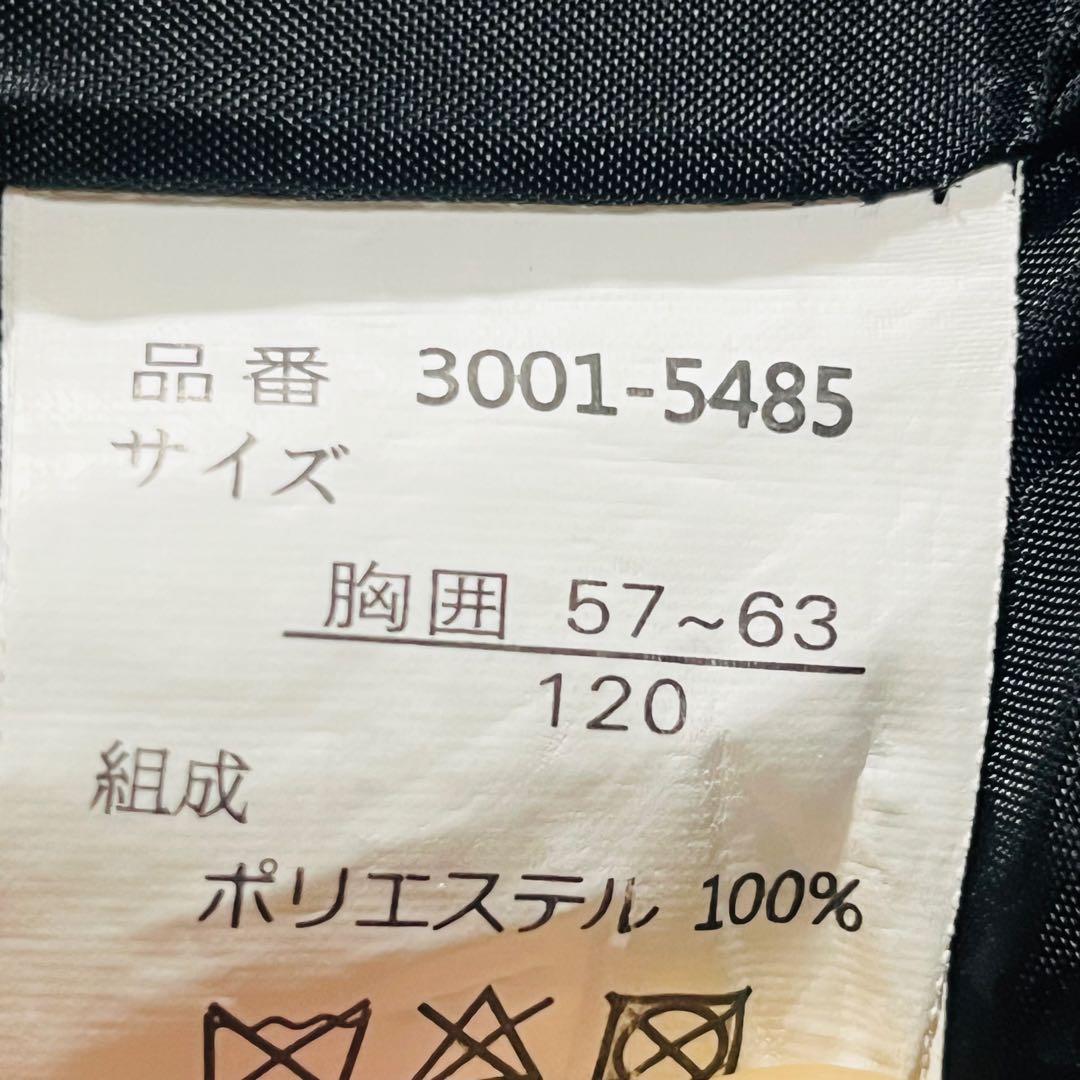 品番 3001-5485
サイズ
胸囲 57~63
120
組成
ポリエステル 100%